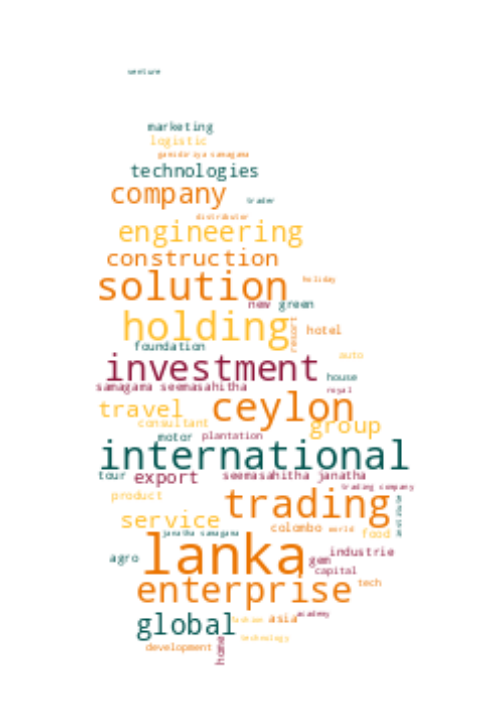 venture
marketing
logistic
gamidiriya samagama
technologies
company
trader
distributor
engineering
construction
solution
holiday
new green
holding
resort
hotel
foundation
auto
investment
house
samagama seemasahitha
royal
travel
ceylon
consultant
group
motor
plantation
international
tour
export
seemasahitha janatha
trading company
product
trading
service
colombo
world
food
janatha samagama
lanka
industrie
agro
gem
capital
enterprise
tech
academy
global
asia
technology
development
home